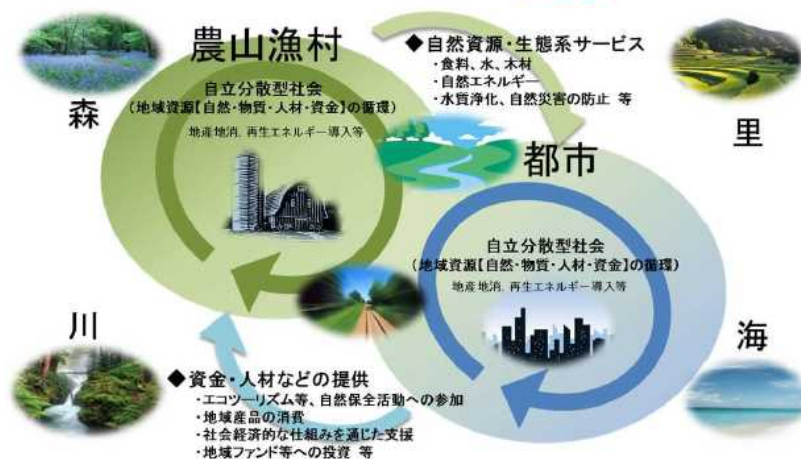 農山漁村
森
自立分散型社会
(地域資源【自然・物質・人材・資金】の循環)
地産地消、再生エネルギー導入等
◆自然資源・生態系サービス
・食料、水、木材
・自然エネルギー
・水質浄化、自然災害の防止 等
里
都市
自立分散型社会
(地域資源【自然・物質・人材・資金】の循環)
地産地消、再生エネルギー導入等
川
海
◆資金・人材などの提供
・エコツーリズム等、自然保全活動への参加
・地域産品の消費
・社会経済的な仕組みを通じた支援
・地域ファンド等への投資 等